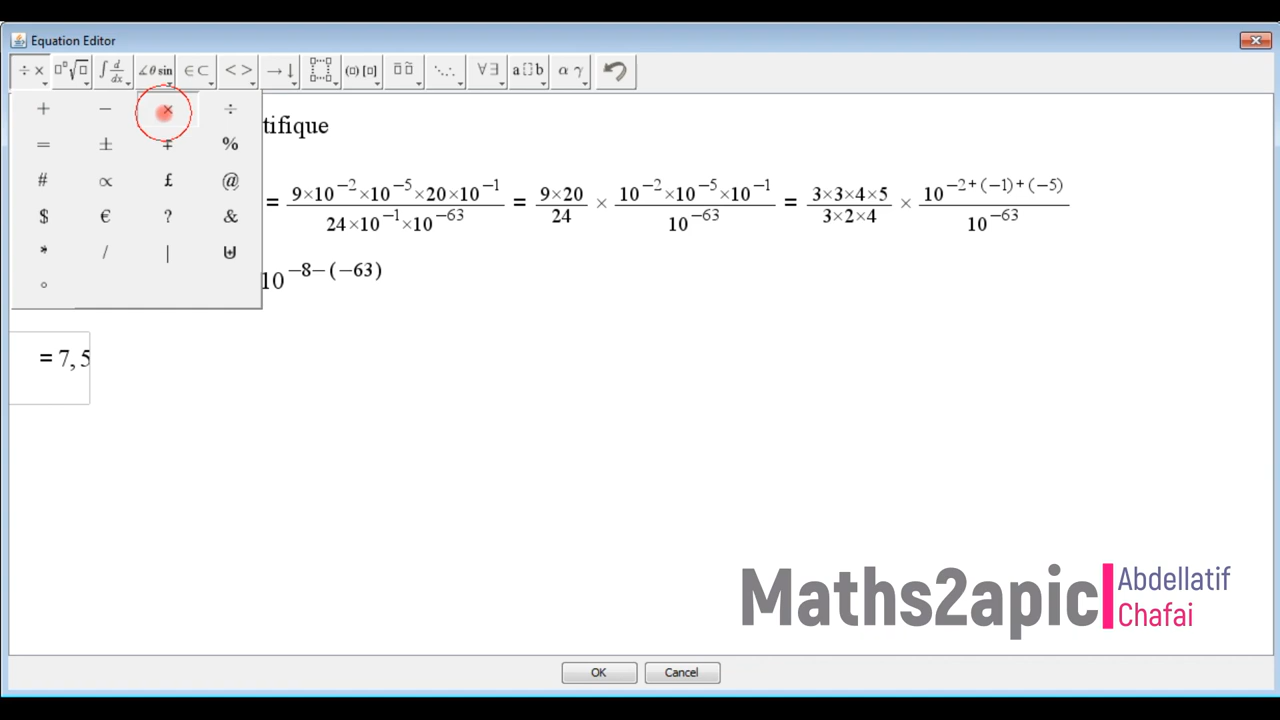 Equation Editor
÷ × □□√□ ∫ d/dx ∡θ sin ∈ ⊂ < > → ↓ (□) [□] ∀ ∃ a b α γ
+ − × ÷
= ± ∓ %
# ∝ £ @
$ € ? &
* / | ⊎
∘
tifique
= 9×10^−2×10^−5×20×10^−1 / 24×10^−1×10^−63 = 9×20/24 × 10^−2×10^−5×10^−1 / 10^−63 = 3×3×4×5 / 3×2×4 × 10^−2+(−1)+(−5) / 10^−63
10^−8−(−63)
= 7, 5
Maths2apic
Abdellatif
Chafai
OK Cancel